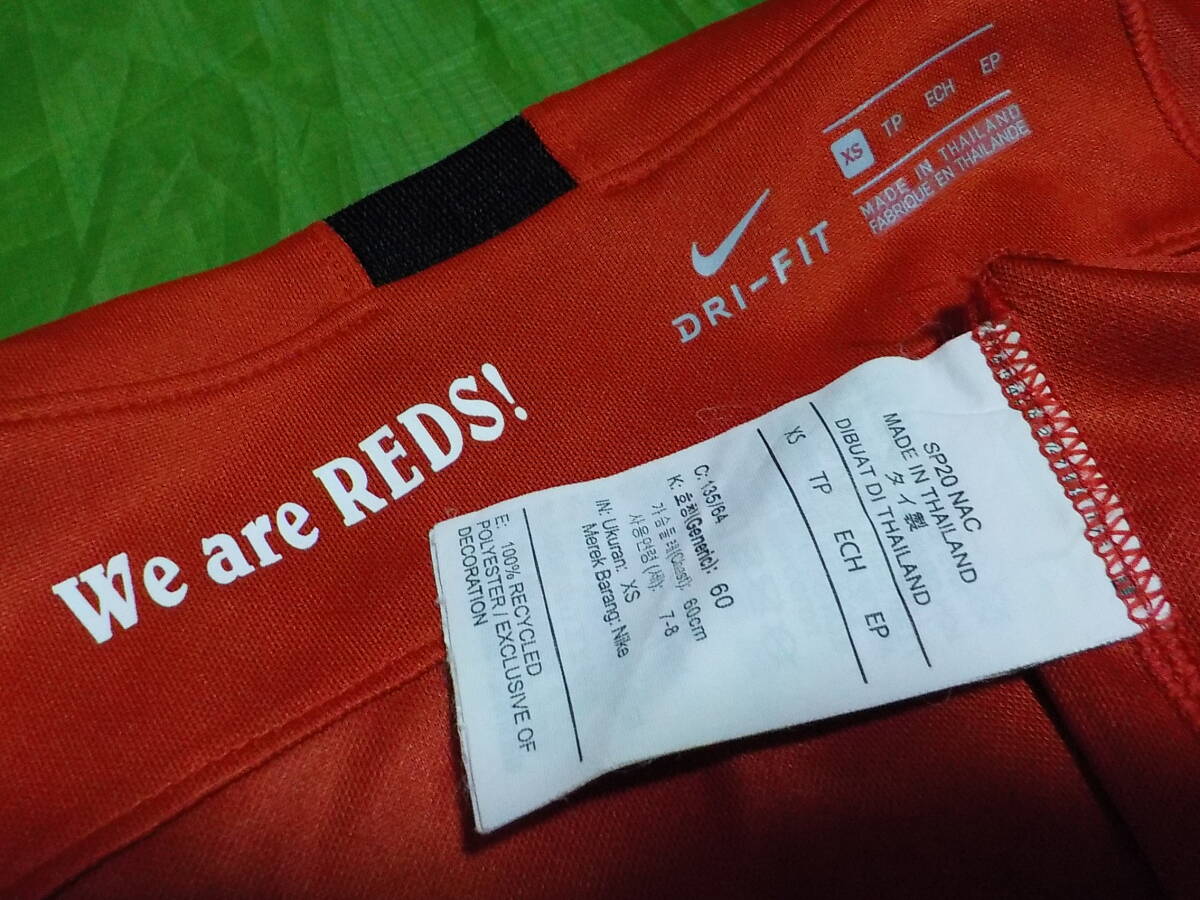 XS TP ECH EP
MADE IN THAILAND
FABRIQUE EN THAILANDE
DRI-FIT
We are REDS!
SP20 NAC
MADE IN THAILAND
タイ製
DIBUAT DI THAILAND
XS TP ECH EP
C: 135/64
K: 호칭(Generic): 60
가슴둘레(Chest): 60cm
사용연령(세): 7-8
IN: Ukuran: XS
Merek Barang: Nike
E: 100% RECYCLED
POLYESTER / EXCLUSIVE OF
DECORATION